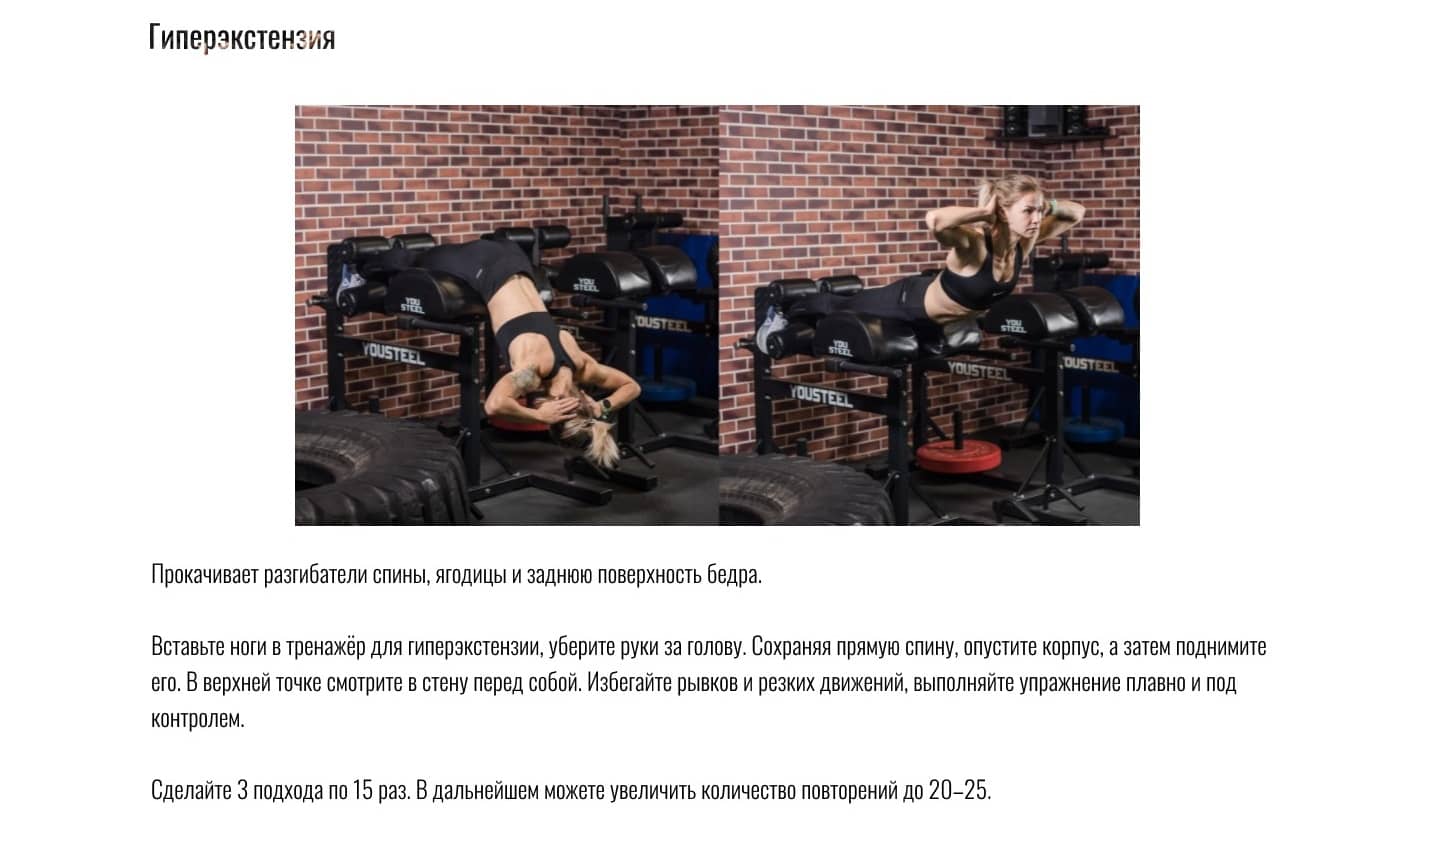 Гиперэкстензия
YOU
STEEL
YOU
STEEL
YOUSTEEL
YOUSTEEL
YOU
STEEL
YOU
STEEL
YOUSTEEL
YOUSTEEL
YOUSTEEL
Прокачивает разгибатели спины, ягодицы и заднюю поверхность бедра.
Вставьте ноги в тренажёр для гиперэкстензии, уберите руки за голову. Сохраняя прямую спину, опустите корпус, а затем поднимите
его. В верхней точке смотрите в стену перед собой. Избегайте рывков и резких движений, выполняйте упражнение плавно и под
контролем.
Сделайте 3 подхода по 15 раз. В дальнейшем можете увеличить количество повторений до 20–25.